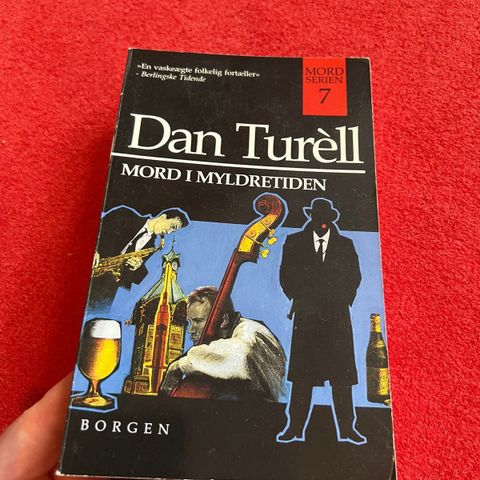 »En vaskeægte folkelig fortæller«
- Berlingske Tidende
MORD
SERIEN
7
Dan Turèll
MORD I MYLDRETIDEN
BORGEN